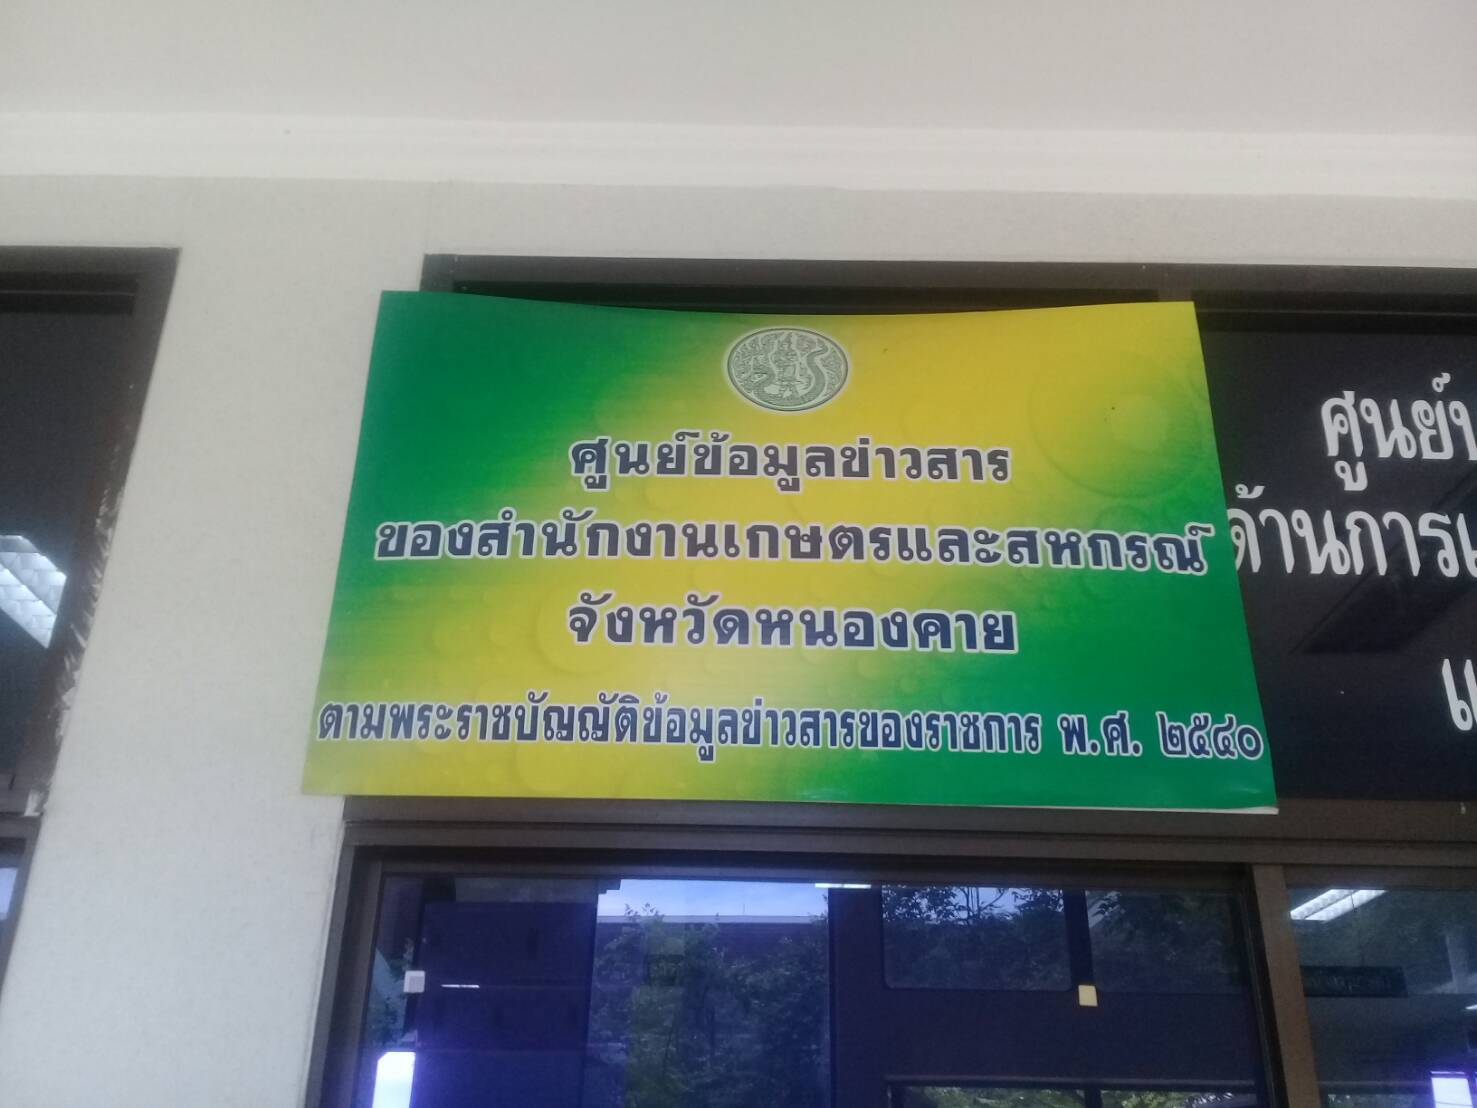 ศูนย์ข้อมูลข่าวสาร
ของสำนักงานเกษตรและสหกรณ์
จังหวัดหนองคาย
ตามพระราชบัญญัติข้อมูลข่าวสารของราชการ พ.ศ. ๒๕๔๐
ศูนย์
ด้านการ